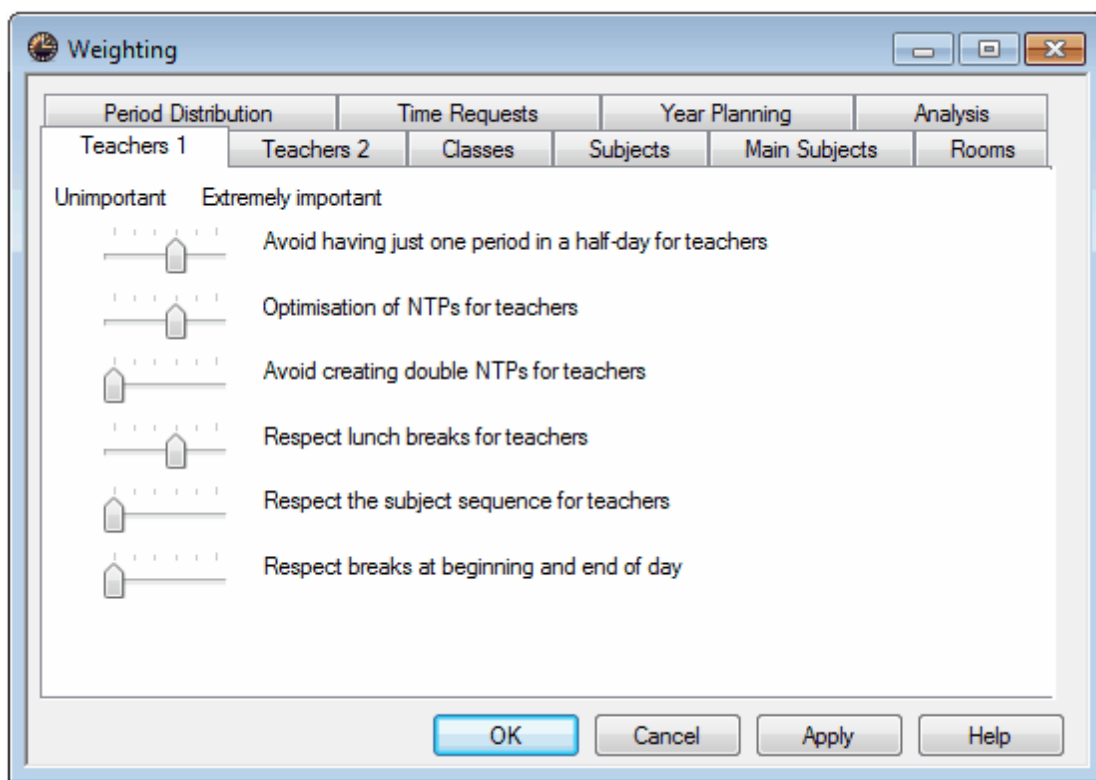 Weighting
Period Distribution Time Requests Year Planning Analysis
Teachers 1 Teachers 2 Classes Subjects Main Subjects Rooms
Unimportant Extremely important
Avoid having just one period in a half-day for teachers
Optimisation of NTPs for teachers
Avoid creating double NTPs for teachers
Respect lunch breaks for teachers
Respect the subject sequence for teachers
Respect breaks at beginning and end of day
OK Cancel Apply Help